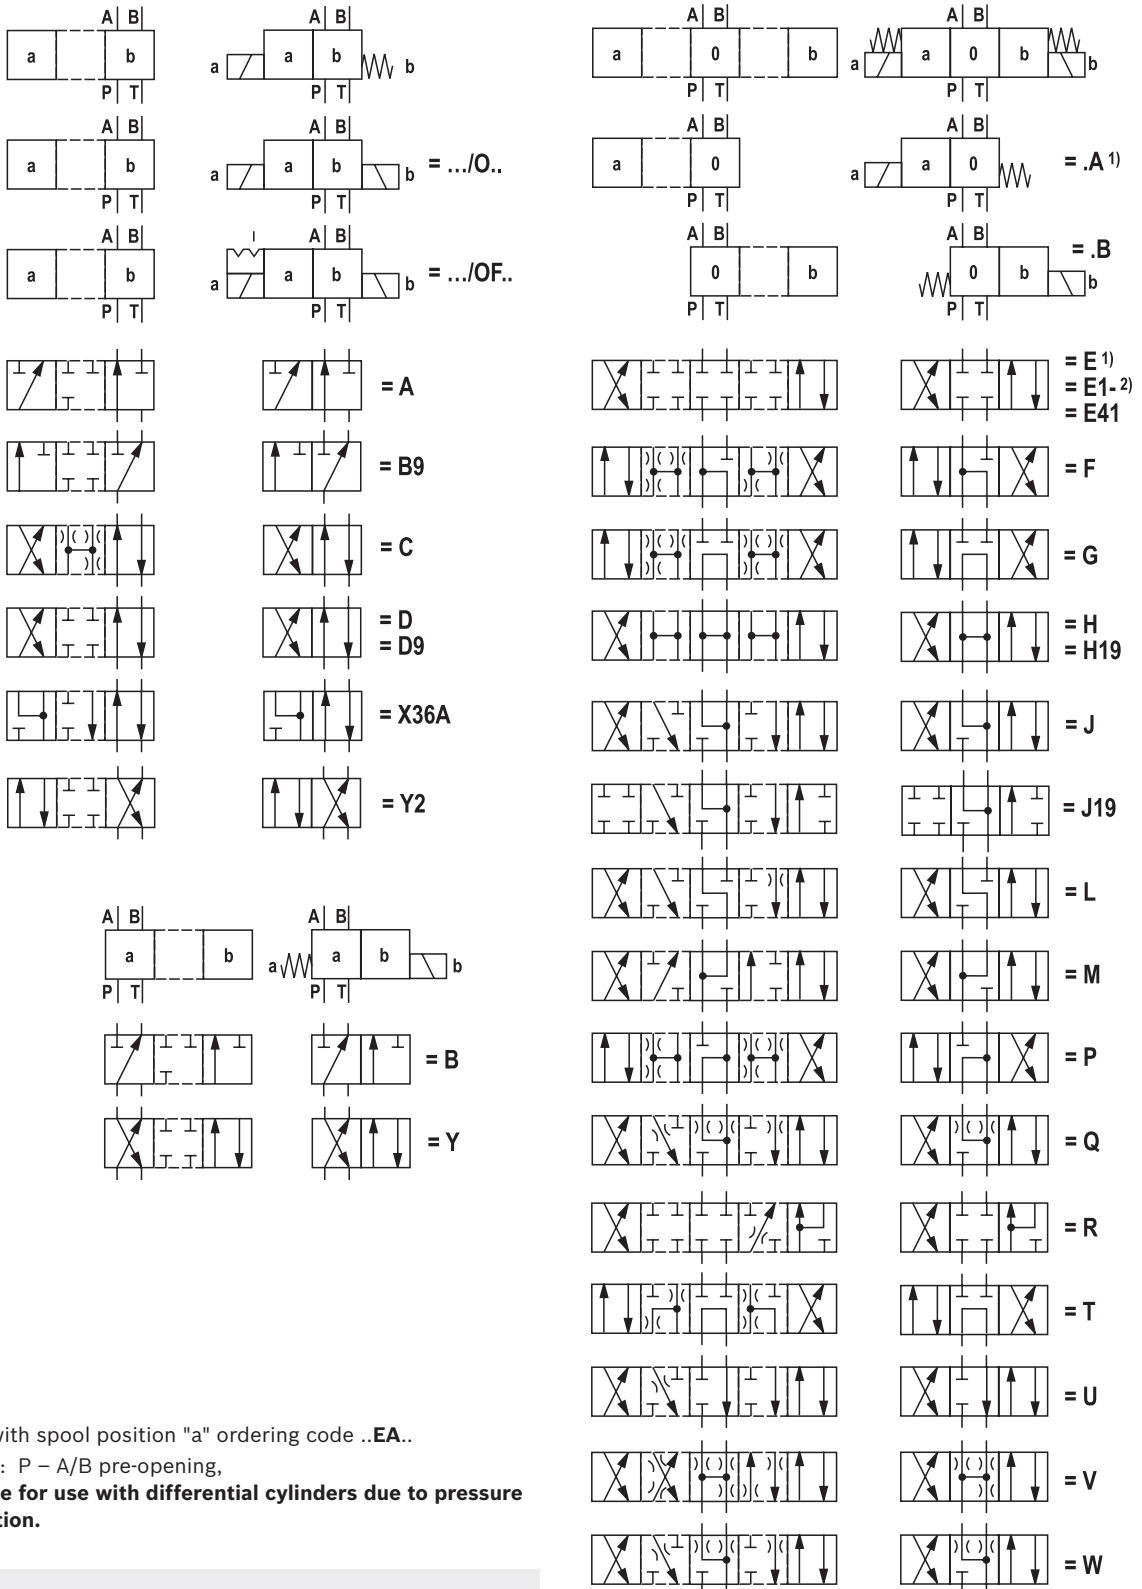 A B
a b
P T
A B
a a b b
P T
A B
a b
P T
A B
a a b b = .../O..
P T
A B
a b
P T
A B
a a b b = .../OF..
P T
= A
= B9
= C
= D
= D9
= X36A
= Y2
A B
a b
P T
A B
a a b b
P T
= B
= Y
A B
a 0 b
P T
A B
a a 0 b b
P T
A B
a 0
P T
A B
a a 0 = .A 1)
P T
A B
0 b
P T
A B
0 b b = .B
P T
= E 1)
= E1- 2)
= E41
= F
= G
= H
= H19
= J
= J19
= L
= M
= P
= Q
= R
= T
= U
= V
= W
with spool position "a" ordering code ..EA..
: P – A/B pre-opening,
e for use with differential cylinders due to pressure
tion.